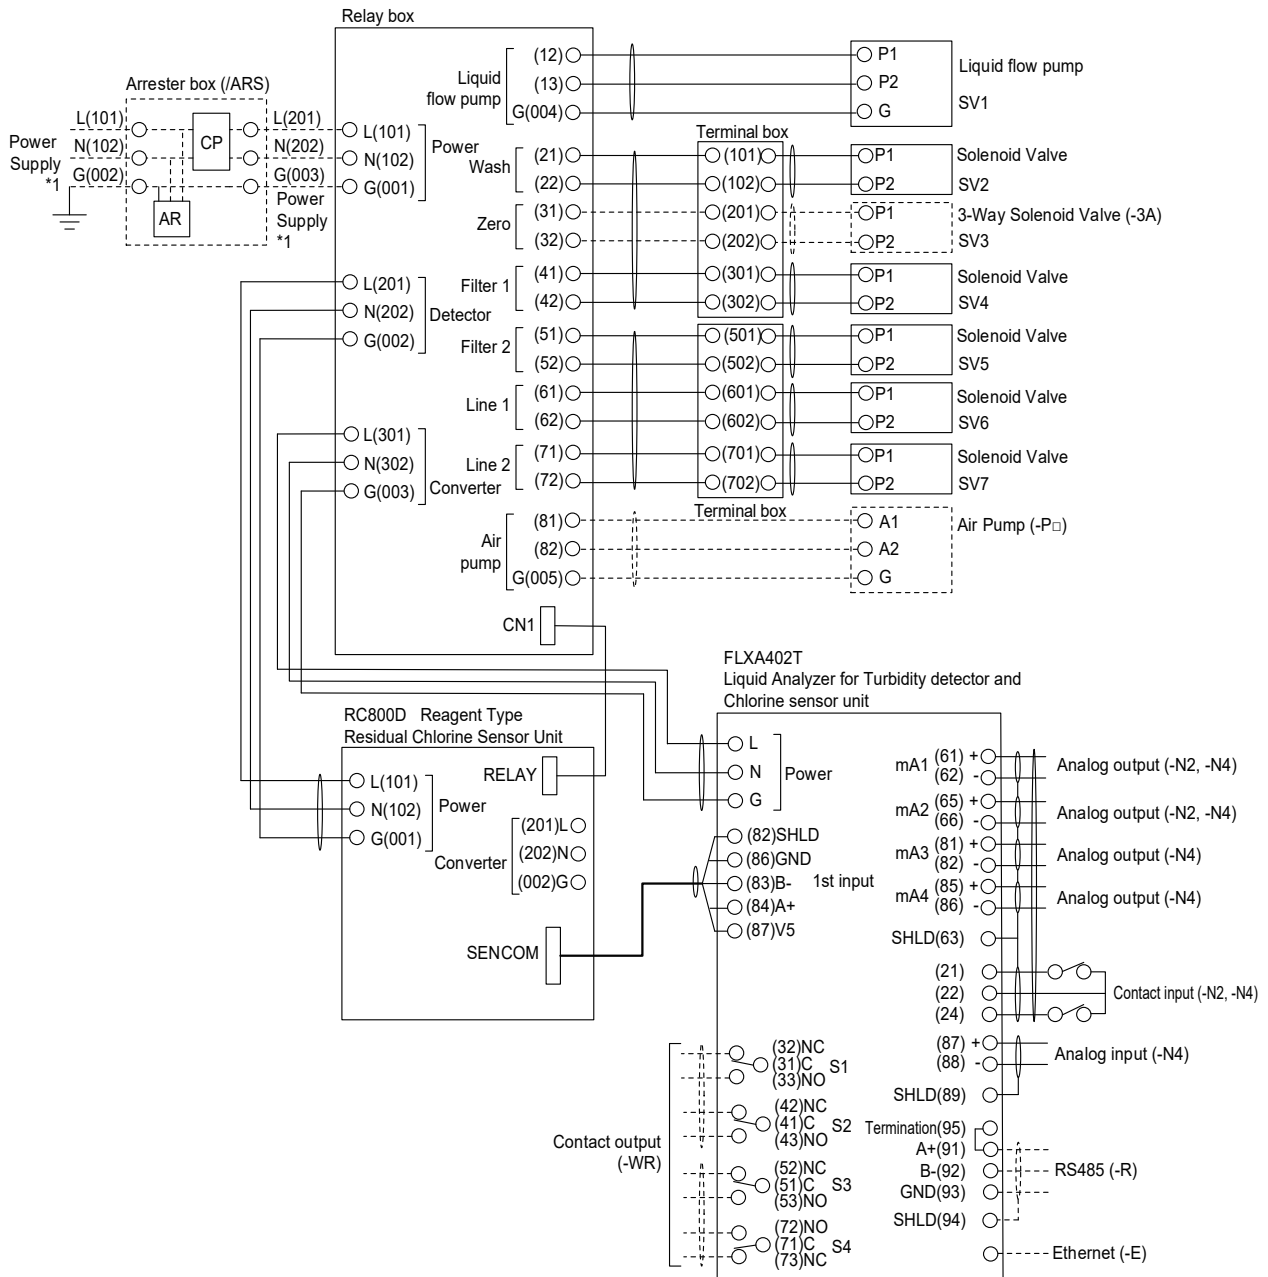 Relay box
Arrester box (/ARS)
L(101)
N(102)
G(002)
Power
Supply
*1
CP
AR
L(201)
N(202)
G(003)
Power
Supply
*1
L(101)
N(102)
G(001)
Power
L(201)
N(202)
G(002)
Detector
L(301)
N(302)
G(003)
Converter
Liquid
flow pump
(12)
(13)
G(004)
Wash
(21)
(22)
Zero
(31)
(32)
Filter 1
(41)
(42)
Filter 2
(51)
(52)
Line 1
(61)
(62)
Line 2
(71)
(72)
Air
pump
(81)
(82)
G(005)
CN1
Terminal box
(101)
(102)
(201)
(202)
(301)
(302)
(501)
(502)
(601)
(602)
(701)
(702)
Terminal box
P1
P2
G
Liquid flow pump
SV1
P1
P2
Solenoid Valve
SV2
P1
P2
3-Way Solenoid Valve (-3A)
SV3
P1
P2
Solenoid Valve
SV4
P1
P2
Solenoid Valve
SV5
P1
P2
Solenoid Valve
SV6
P1
P2
Solenoid Valve
SV7
A1
A2
G
Air Pump (-P□)
RC800D Reagent Type
Residual Chlorine Sensor Unit
L(101)
N(102)
G(001)
Power
RELAY
Converter
(201)L
(202)N
(002)G
SENCOM
FLXA402T
Liquid Analyzer for Turbidity detector and
Chlorine sensor unit
L
N
G
Power
(82)SHLD
(86)GND
(83)B-
(84)A+
(87)V5
1st input
mA1
(61) +
(62) -
Analog output (-N2, -N4)
mA2
(65) +
(66) -
Analog output (-N2, -N4)
mA3
(81) +
(82) -
Analog output (-N4)
mA4
(85) +
(86) -
Analog output (-N4)
SHLD(63)
(21)
(22)
(24)
Contact input (-N2, -N4)
(87) +
(88) -
Analog input (-N4)
SHLD(89)
Termination(95)
A+(91)
B-(92)
GND(93)
SHLD(94)
RS485 (-R)
Ethernet (-E)
Contact output
(-WR)
(32)NC
(31)C
(33)NO
S1
(42)NC
(41)C
(43)NO
S2
(52)NC
(51)C
(53)NO
S3
(72)NO
(71)C
(73)NC
S4